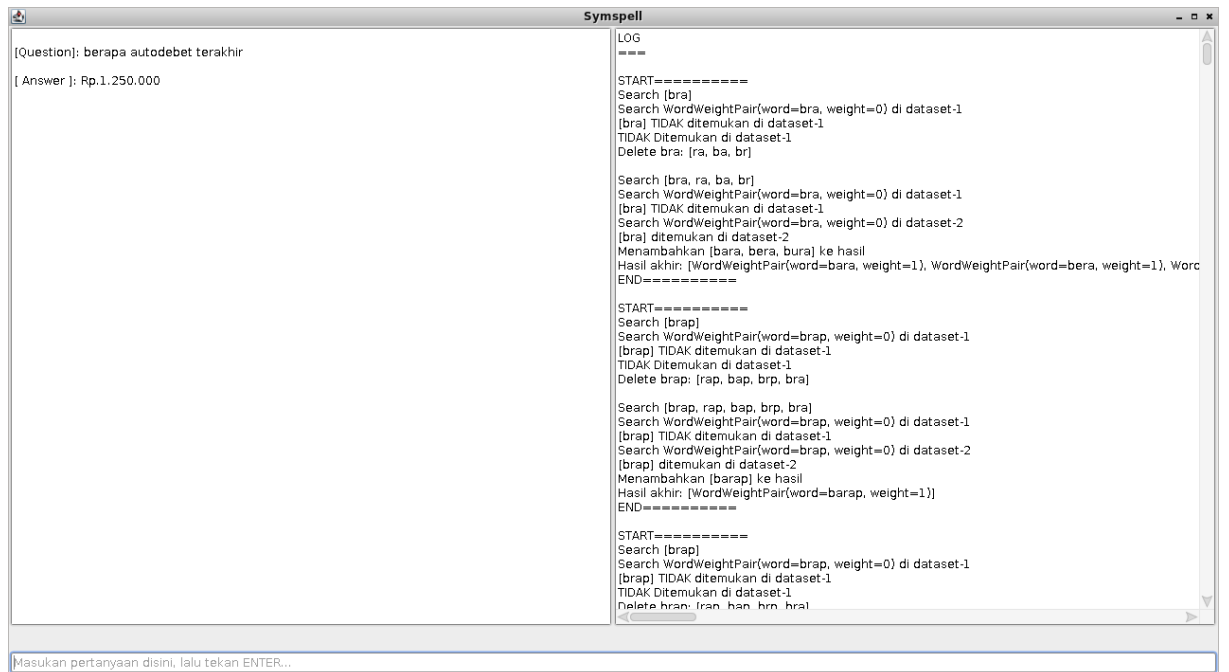 Symspell
[Question]: berapa autodebet terakhir
[ Answer ]: Rp.1.250.000
LOG
===
START==========
Search [bra]
Search WordWeightPair{word=bra, weight=0} di dataset-1
[bra] TIDAK ditemukan di dataset-1
TIDAK Ditemukan di dataset-1
Delete bra: [ra, ba, br]
Search [bra, ra, ba, br]
Search WordWeightPair{word=bra, weight=0} di dataset-1
[bra] TIDAK ditemukan di dataset-1
Search WordWeightPair{word=bra, weight=0} di dataset-2
[bra] ditemukan di dataset-2
Menambahkan [bara, bera, bura] ke hasil
Hasil akhir: [WordWeightPair{word=bara, weight=1}, WordWeightPair{word=bera, weight=1}, Worc
END==========
START==========
Search [brap]
Search WordWeightPair{word=brap, weight=0} di dataset-1
[brap] TIDAK ditemukan di dataset-1
TIDAK Ditemukan di dataset-1
Delete brap: [rap, bap, brp, bra]
Search [brap, rap, bap, brp, bra]
Search WordWeightPair{word=brap, weight=0} di dataset-1
[brap] TIDAK ditemukan di dataset-1
Search WordWeightPair{word=brap, weight=0} di dataset-2
[brap] ditemukan di dataset-2
Menambahkan [barap] ke hasil
Hasil akhir: [WordWeightPair{word=barap, weight=1}]
END==========
START==========
Search [brap]
Search WordWeightPair{word=brap, weight=0} di dataset-1
[brap] TIDAK ditemukan di dataset-1
TIDAK Ditemukan di dataset-1
Delete brap: [rap, bap, brp, bra]
Masukan pertanyaan disini, lalu tekan ENTER...